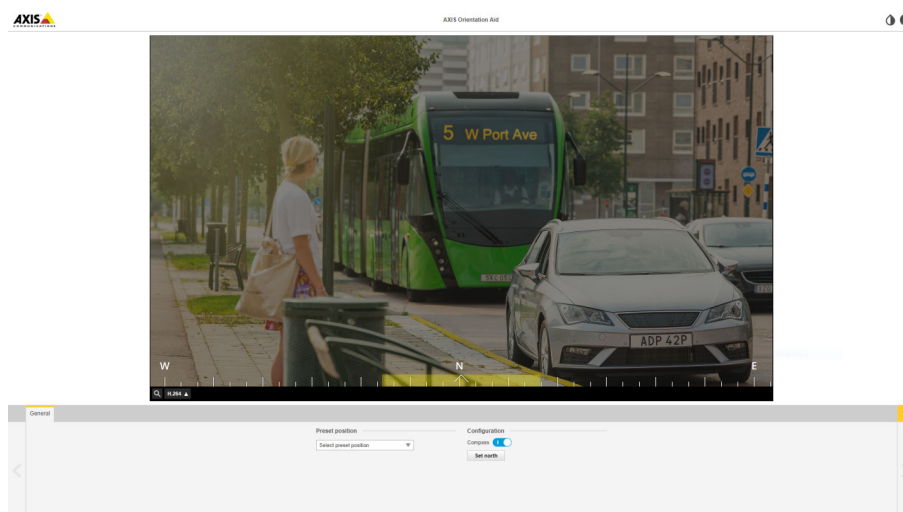 AXIS
COMMUNICATIONS
AXIS Orientation Aid
5 W Port Ave
ADP 42P
W N E
H.264
General
Preset position
Configuration
Select preset position
Compass
Set north